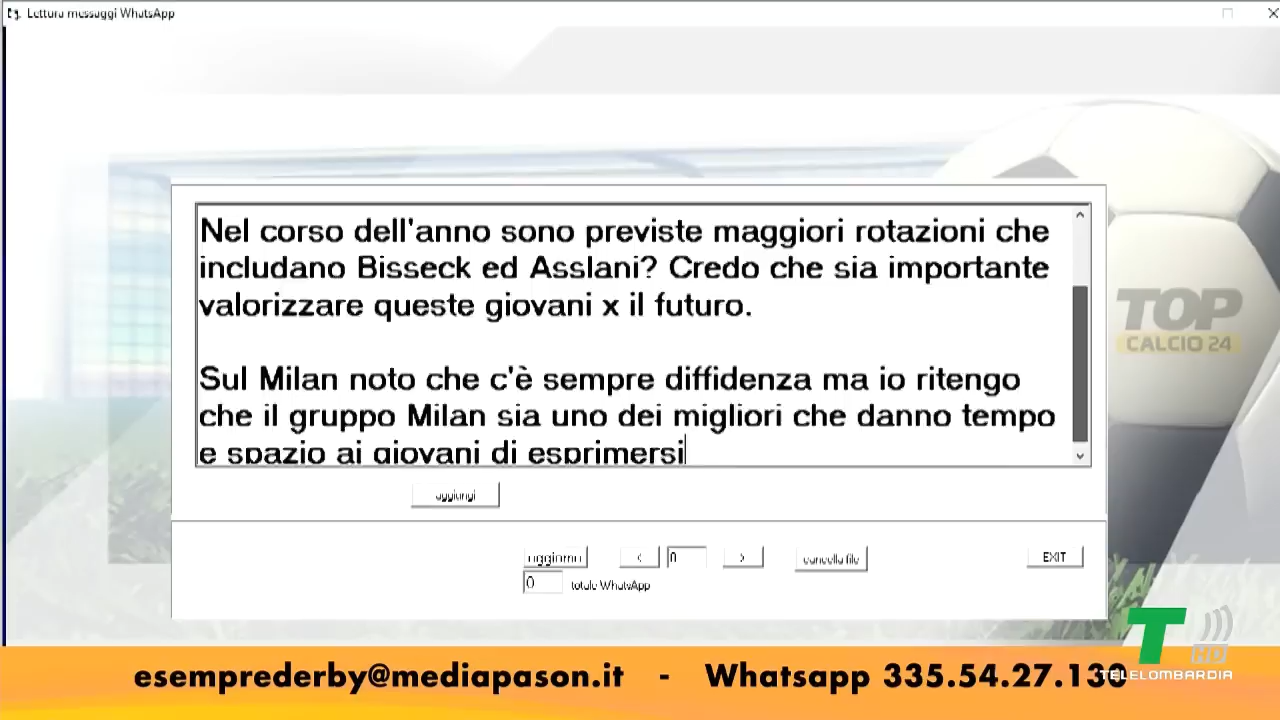 Lettura messaggi WhatsApp
Nel corso dell'anno sono previste maggiori rotazioni che
includano Bisseck ed Asslani? Credo che sia importante
valorizzare queste giovani x il futuro.
Sul Milan noto che c'è sempre diffidenza ma io ritengo
che il gruppo Milan sia uno dei migliori che danno tempo
e spazio ai giovani di esprimersi
TOP
CALCIO 24
aggiungi
aggiorna < 0 > cancella file EXIT
0 totale WhatsApp
T HD
TELELOMBARDIA
esemprederby@mediapason.it - Whatsapp 335.54.27.130